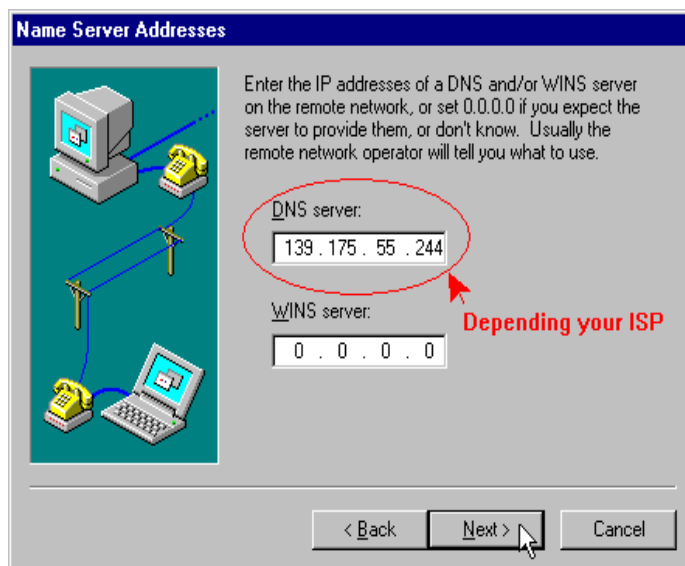 Name Server Addresses
Enter the IP addresses of a DNS and/or WINS server
on the remote network, or set 0.0.0.0 if you expect the
server to provide them, or don't know. Usually the
remote network operator will tell you what to use.
DNS server:
139 . 175 . 55 . 244
WINS server:
Depending your ISP
0 . 0 . 0 . 0
< Back
Next >
Cancel